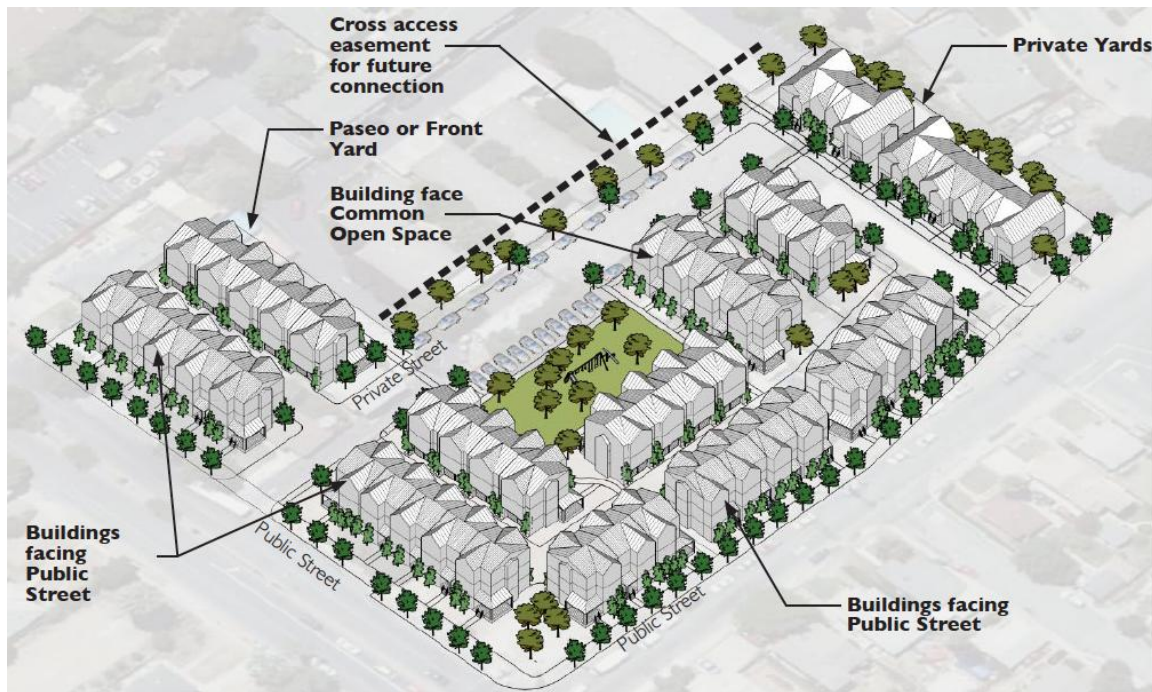 Cross access
easement
for future
connection
Private Yards
Paseo or Front
Yard
Building face
Common
Open Space
Private Street
Buildings
facing
Public
Street
Public Street
Public Street
Buildings facing
Public Street